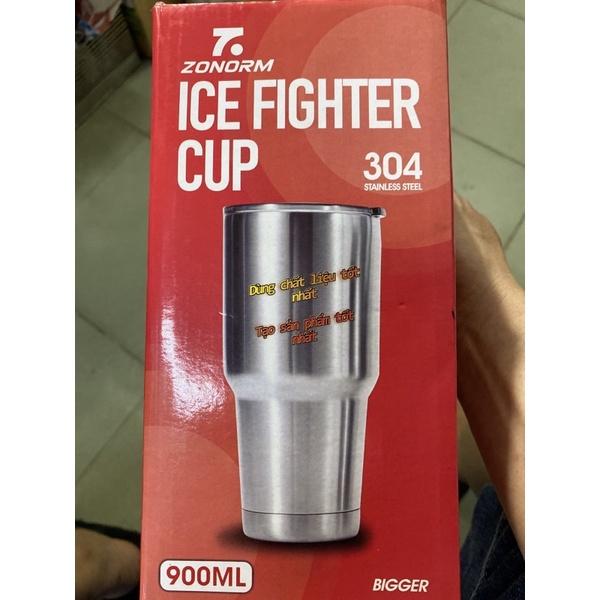 ZONORM
ICE FIGHTER
CUP
304
STAINLESS STEEL
Dùng chất liệu tốt
nhất
Tạo sản phẩm tốt
nhất
900ML
BIGGER